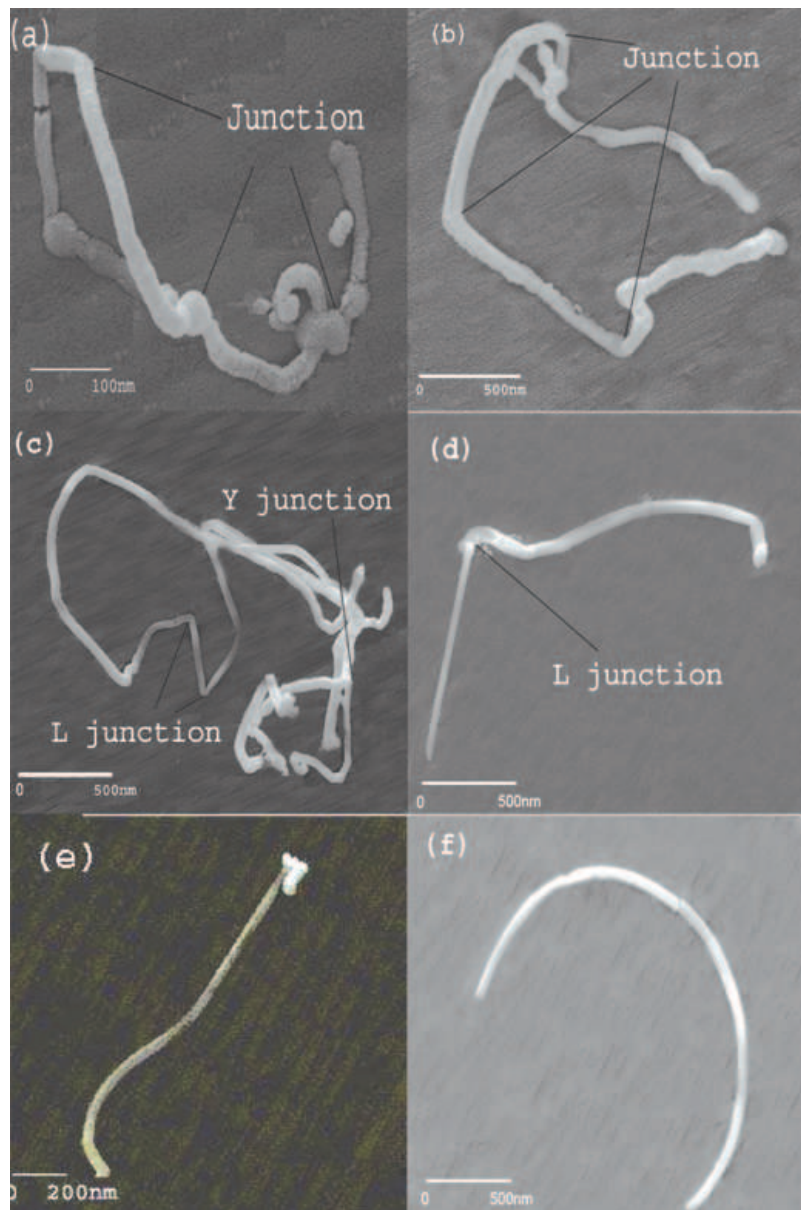 (a)
Junction
0 100nm
(b)
Junction
0 500nm
(c)
Y junction
L junction
0 500nm
(d)
L junction
0 500nm
(e)
0 200nm
(f)
0 500nm